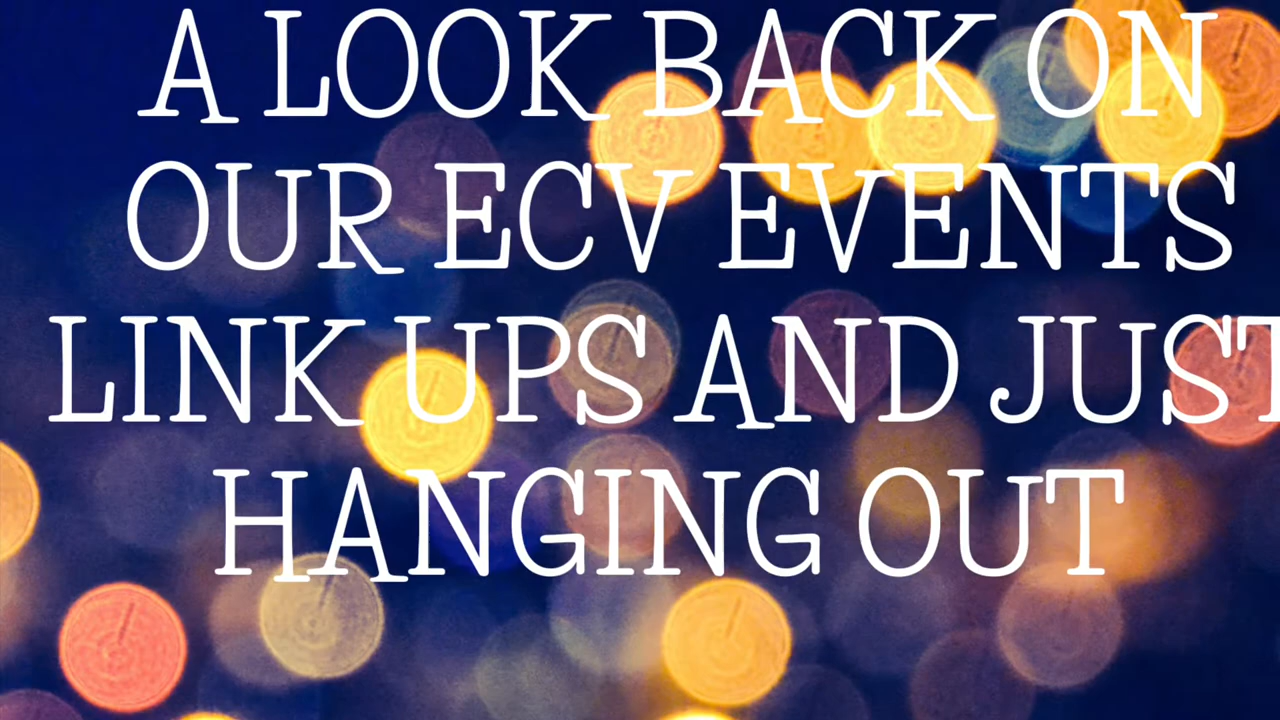 A LOOK BACK ON
OUR ECV EVENTS
LINK UPS AND JUST
HANGING OUT